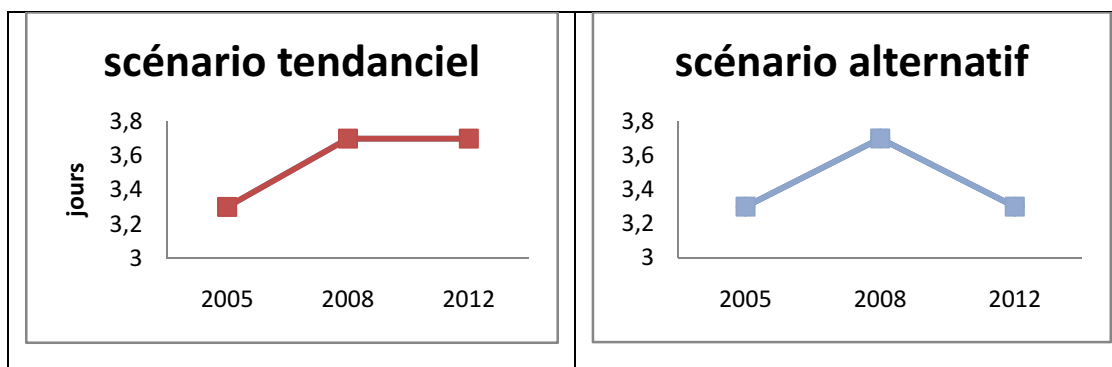 scénario tendanciel
jours
3,8
3,6
3,4
3,2
3
2005 2008 2012
scénario alternatif
3,8
3,6
3,4
3,2
3
2005 2008 2012